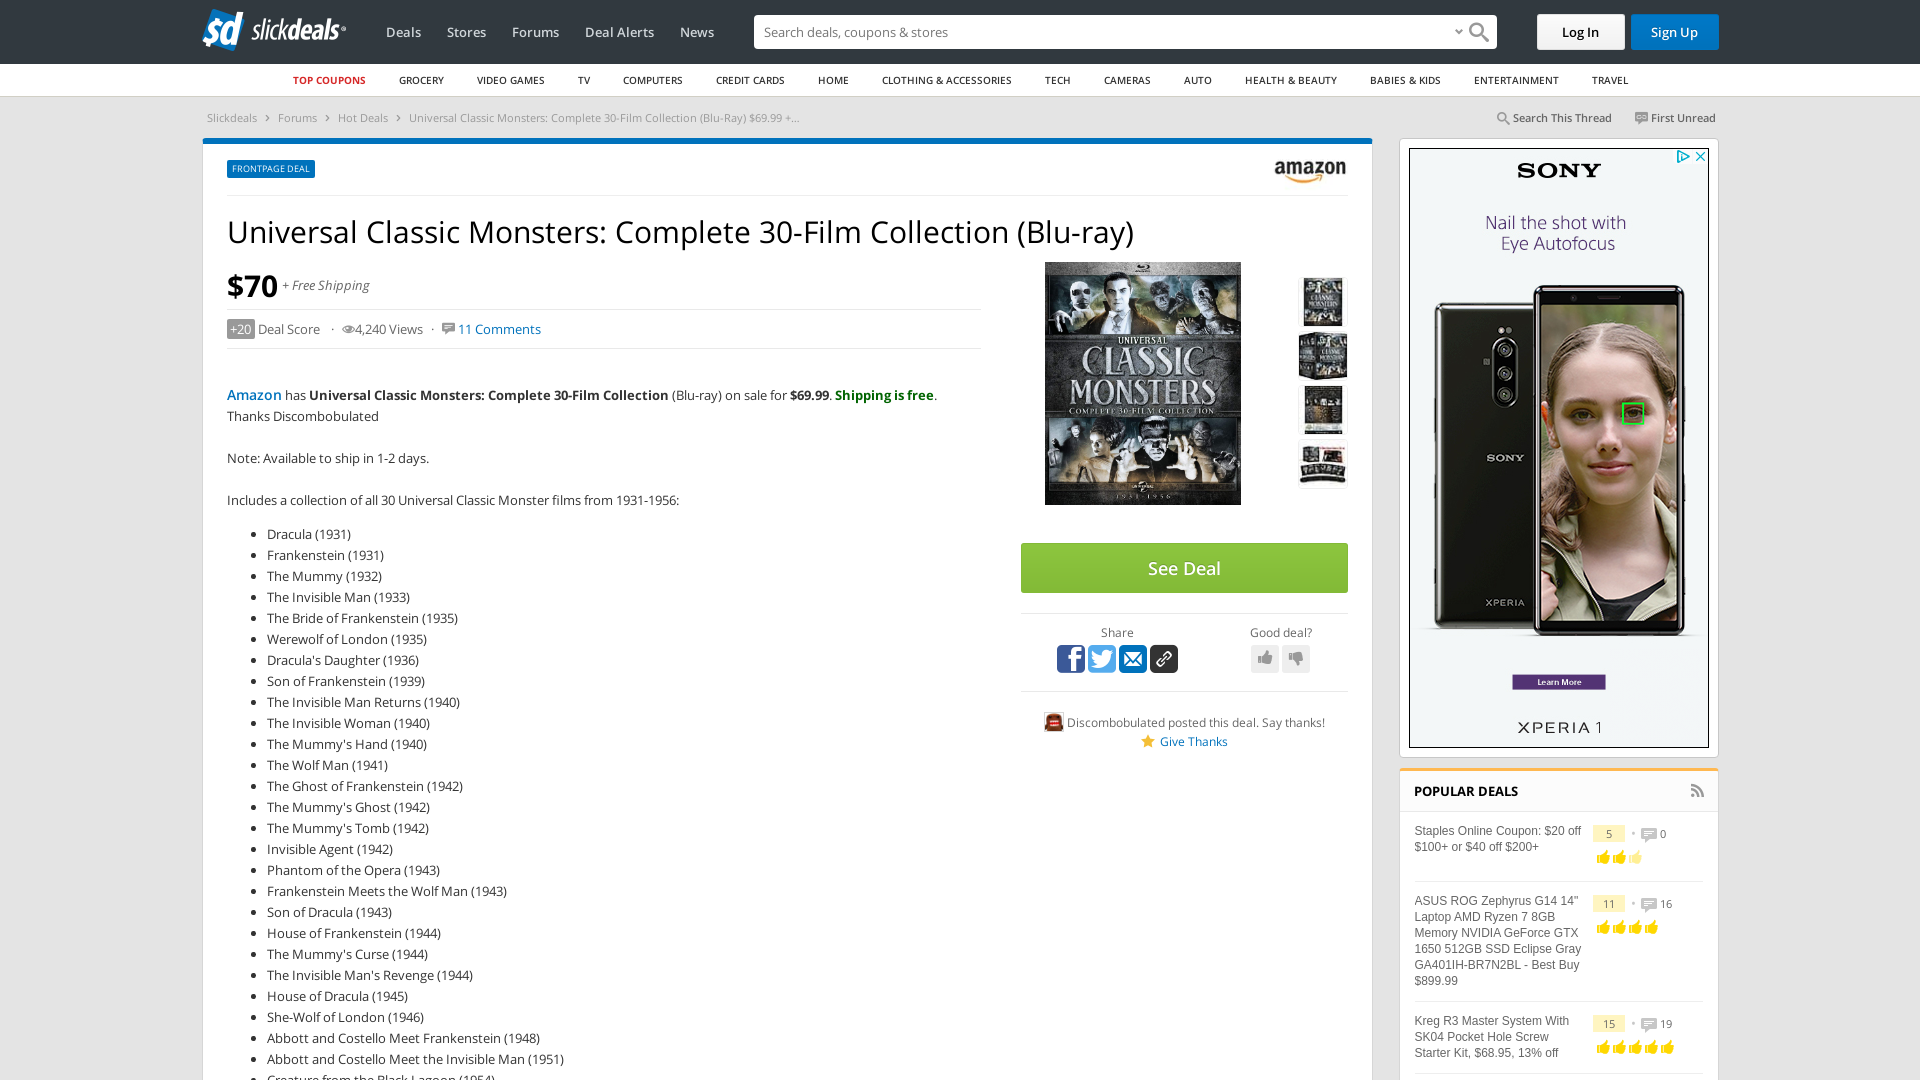 slickdeals
Deals
Stores
Forums
Deal Alerts
News
Search deals, coupons & stores
Log In
Sign Up
TOP COUPONS
GROCERY
VIDEO GAMES
TV
COMPUTERS
CREDIT CARDS
HOME
CLOTHING & ACCESSORIES
TECH
CAMERAS
AUTO
HEALTH & BEAUTY
BABIES & KIDS
ENTERTAINMENT
TRAVEL
Slickdeals > Forums > Hot Deals > Universal Classic Monsters: Complete 30-Film Collection (Blu-Ray) $69.99 +...
Search This Thread
First Unread
FRONTPAGE DEAL
amazon
Universal Classic Monsters: Complete 30-Film Collection (Blu-ray)
$70 + Free Shipping
+20 Deal Score · 4,240 Views · 11 Comments
Amazon has Universal Classic Monsters: Complete 30-Film Collection (Blu-ray) on sale for $69.99. Shipping is free.
Thanks Discombobulated
Note: Available to ship in 1-2 days.
Includes a collection of all 30 Universal Classic Monster films from 1931-1956:
• Dracula (1931)
• Frankenstein (1931)
• The Mummy (1932)
• The Invisible Man (1933)
• The Bride of Frankenstein (1935)
• Werewolf of London (1935)
• Dracula's Daughter (1936)
• Son of Frankenstein (1939)
• The Invisible Man Returns (1940)
• The Invisible Woman (1940)
• The Mummy's Hand (1940)
• The Wolf Man (1941)
• The Ghost of Frankenstein (1942)
• The Mummy's Ghost (1942)
• The Mummy's Tomb (1942)
• Invisible Agent (1942)
• Phantom of the Opera (1943)
• Frankenstein Meets the Wolf Man (1943)
• Son of Dracula (1943)
• House of Frankenstein (1944)
• The Mummy's Curse (1944)
• The Invisible Man's Revenge (1944)
• House of Dracula (1945)
• She-Wolf of London (1946)
• Abbott and Costello Meet Frankenstein (1948)
• Abbott and Costello Meet the Invisible Man (1951)
• Creature from the Black Lagoon (1954)
UNIVERSAL
CLASSIC
MONSTERS
COMPLETE 30-FILM COLLECTION
1931-1956
See Deal
Share
Good deal?
Discombobulated posted this deal. Say thanks!
Give Thanks
SONY
Nail the shot with
Eye Autofocus
SONY
XPERIA
Learn More
XPERIA 1
POPULAR DEALS
Staples Online Coupon: $20 off
$100+ or $40 off $200+
5 • 0
ASUS ROG Zephyrus G14 14"
Laptop AMD Ryzen 7 8GB
Memory NVIDIA GeForce GTX
1650 512GB SSD Eclipse Gray
GA401IH-BR7N2BL - Best Buy
$899.99
11 • 16
Kreg R3 Master System With
SK04 Pocket Hole Screw
Starter Kit, $68.95, 13% off
15 • 19